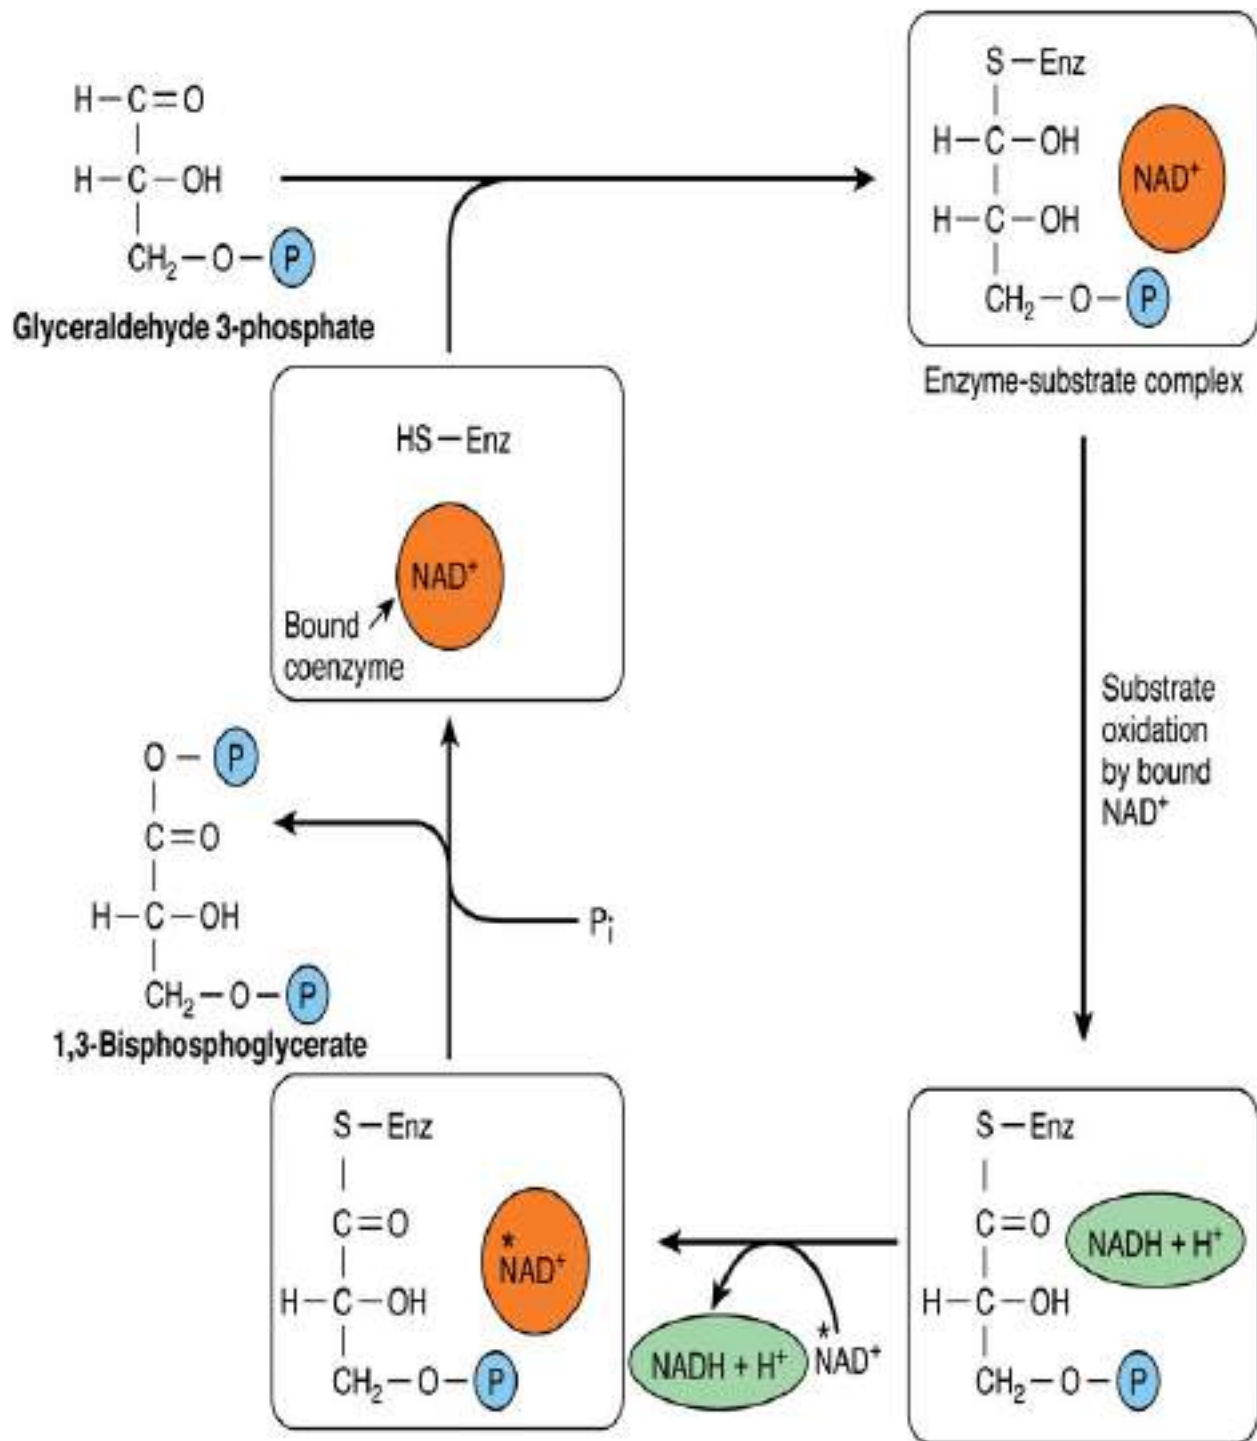 H–C=O
H–C–OH
CH₂–O–P
Glyceraldehyde 3-phosphate
S–Enz
H–C–OH
H–C–OH
CH₂–O–P
NAD⁺
Enzyme-substrate complex
HS–Enz
NAD⁺
Bound
coenzyme
Substrate
oxidation
by bound
NAD⁺
O–P
C=O
H–C–OH
CH₂–O–P
1,3-Bisphosphoglycerate
Pᵢ
S–Enz
C=O
H–C–OH
CH₂–O–P
*
NAD⁺
NADH + H⁺
*
NAD⁺
S–Enz
C=O
H–C–OH
CH₂–O–P
NADH + H⁺